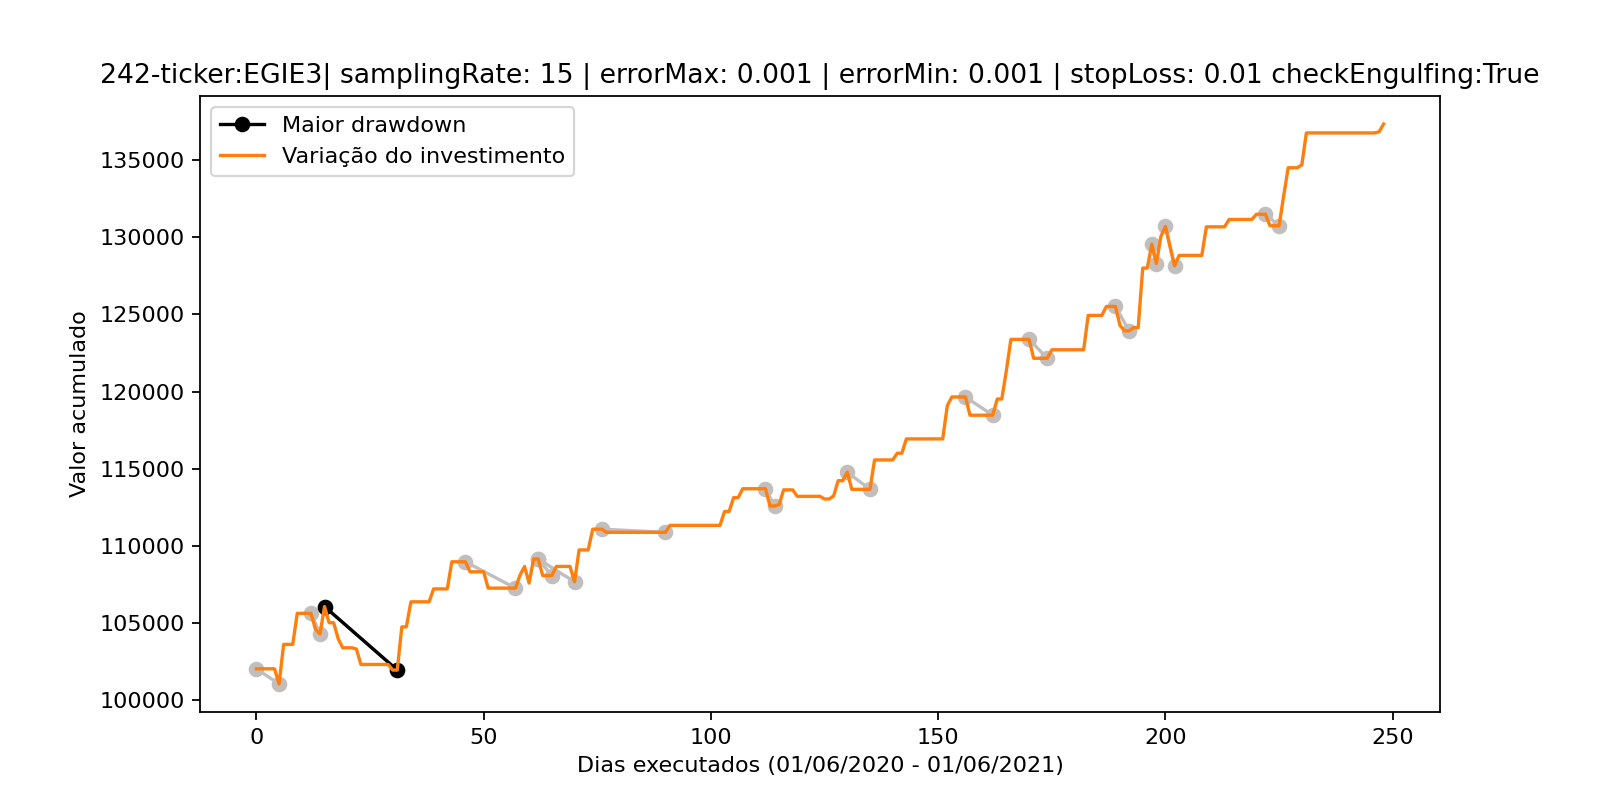 242-ticker:EGIE3| samplingRate: 15 | errorMax: 0.001 | errorMin: 0.001 | stopLoss: 0.01 checkEngulfing:True
Maior drawdown
Variação do investimento
Valor acumulado
135000
130000
125000
120000
115000
110000
105000
100000
0 50 100 150 200 250
Dias executados (01/06/2020 - 01/06/2021)